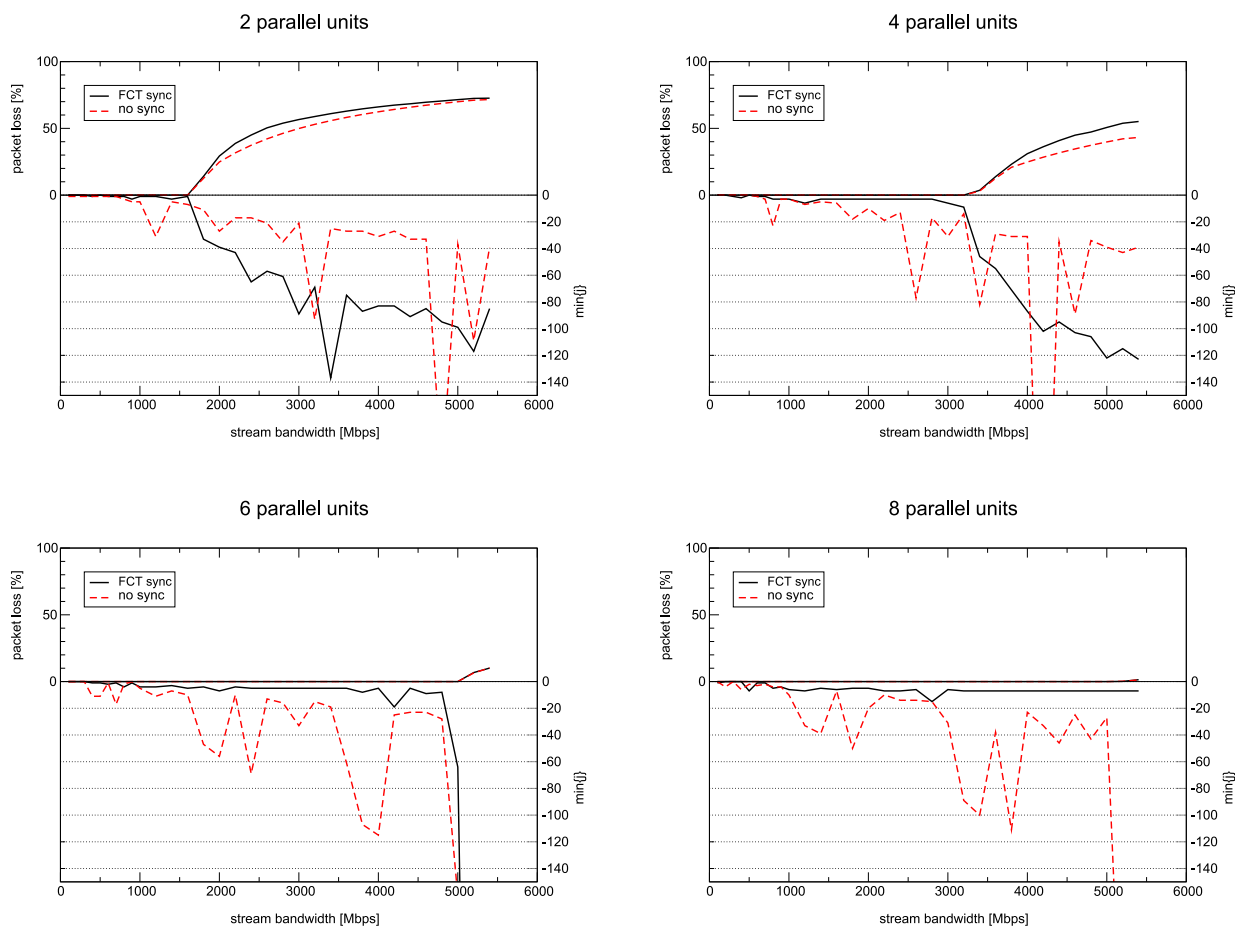 2 parallel units
100
50
0
packet loss [%]
FCT sync
no sync
0
-20
-40
-60
-80
-100
-120
-140
min{j}
0 1000 2000 3000 4000 5000 6000
stream bandwidth [Mbps]
4 parallel units
100
50
0
packet loss [%]
FCT sync
no sync
0
-20
-40
-60
-80
-100
-120
-140
min{j}
0 1000 2000 3000 4000 5000 6000
stream bandwidth [Mbps]
6 parallel units
100
50
0
packet loss [%]
FCT sync
no sync
0
-20
-40
-60
-80
-100
-120
-140
min{j}
0 1000 2000 3000 4000 5000 6000
stream bandwidth [Mbps]
8 parallel units
100
50
0
packet loss [%]
FCT sync
no sync
0
-20
-40
-60
-80
-100
-120
-140
min{j}
0 1000 2000 3000 4000 5000 6000
stream bandwidth [Mbps]